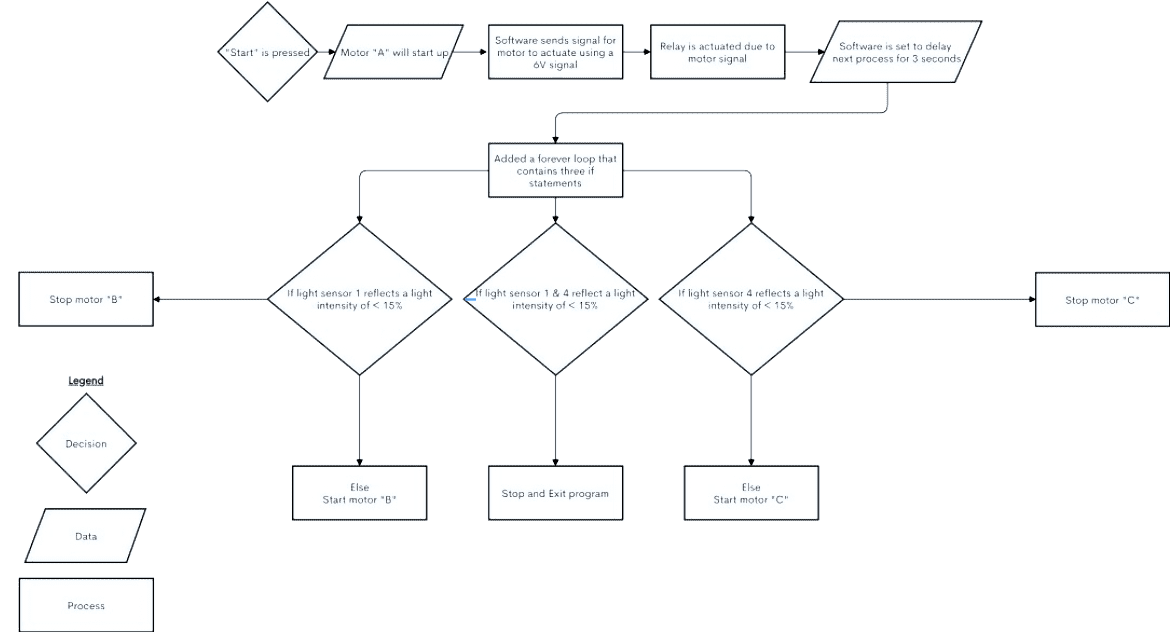 "Start" is pressed
Motor "A" will start up
Software sends signal for
motor to actuate using a
6V signal
Relay is actuated due to
motor signal
Software is set to delay
next process for 3 seconds
Added a forever loop that
contains three if
statements
Stop motor "B"
If light sensor 1 reflects a light
intensity of < 15%
If light sensor 1 & 4 reflect a light
intensity of < 15%
If light sensor 4 reflects a light
intensity of < 15%
Stop motor "C"
Else
Start motor "B"
Stop and Exit program
Else
Start motor "C"
Legend
Decision
Data
Process